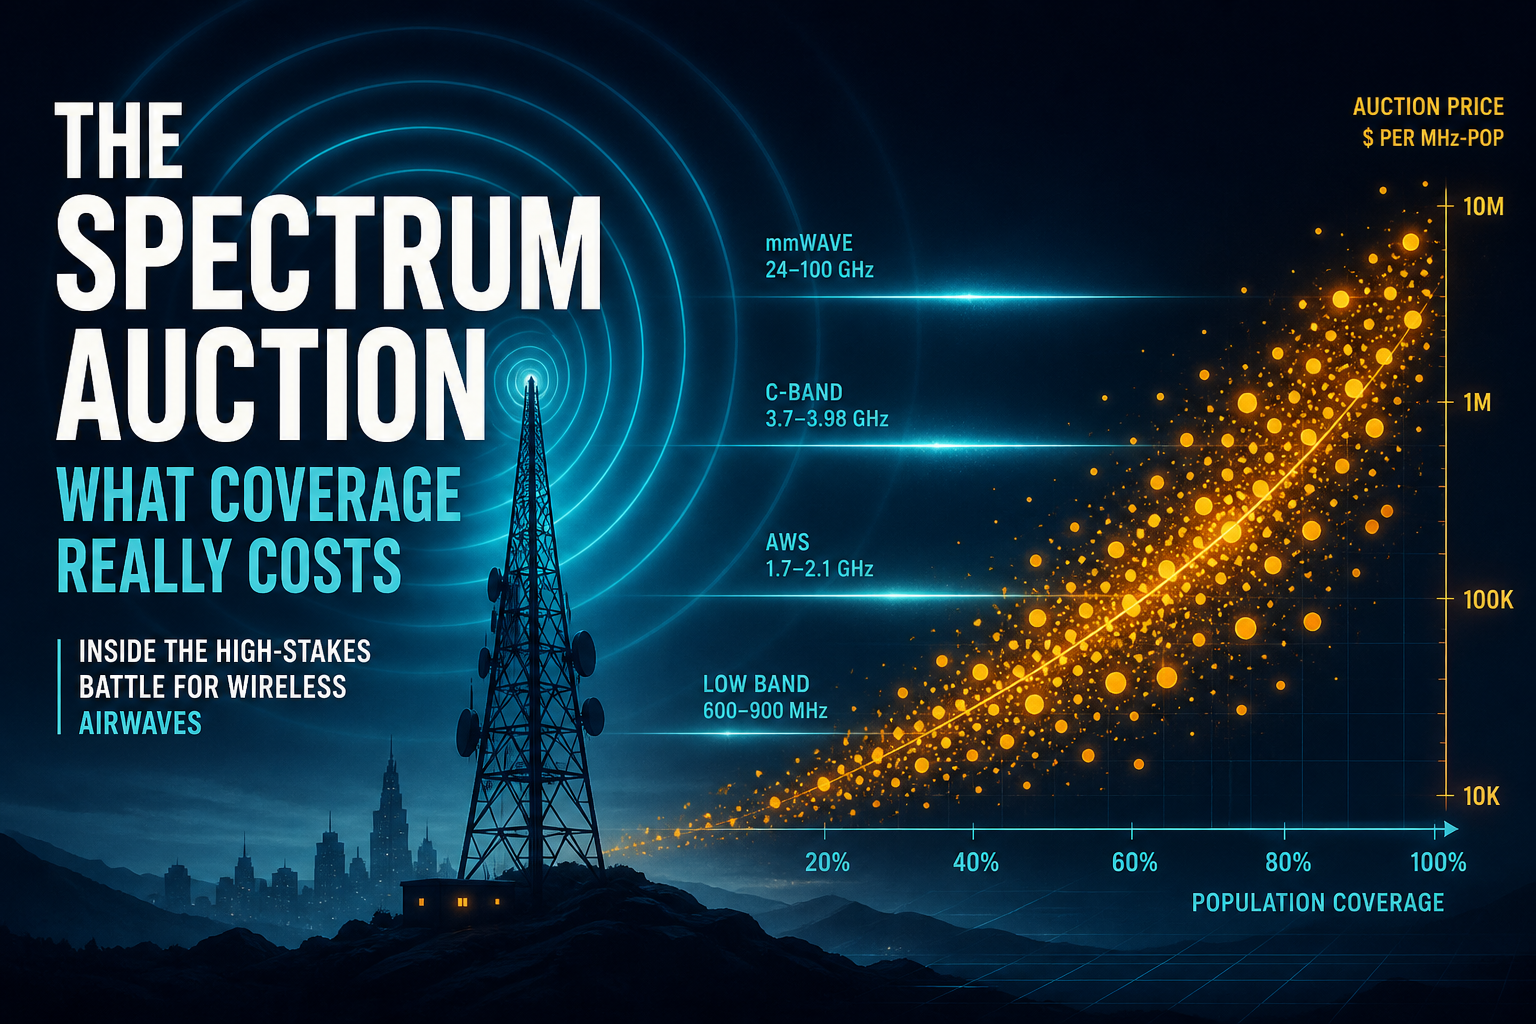 THE
SPECTRUM
AUCTION
WHAT COVERAGE
REALLY COSTS
INSIDE THE HIGH-STAKES
BATTLE FOR WIRELESS
AIRWAVES
mmWAVE
24–100 GHz
C-BAND
3.7–3.98 GHz
AWS
1.7–2.1 GHz
LOW BAND
600–900 MHz
AUCTION PRICE
$ PER MHz-POP
10M
1M
100K
10K
20% 40% 60% 80% 100%
POPULATION COVERAGE